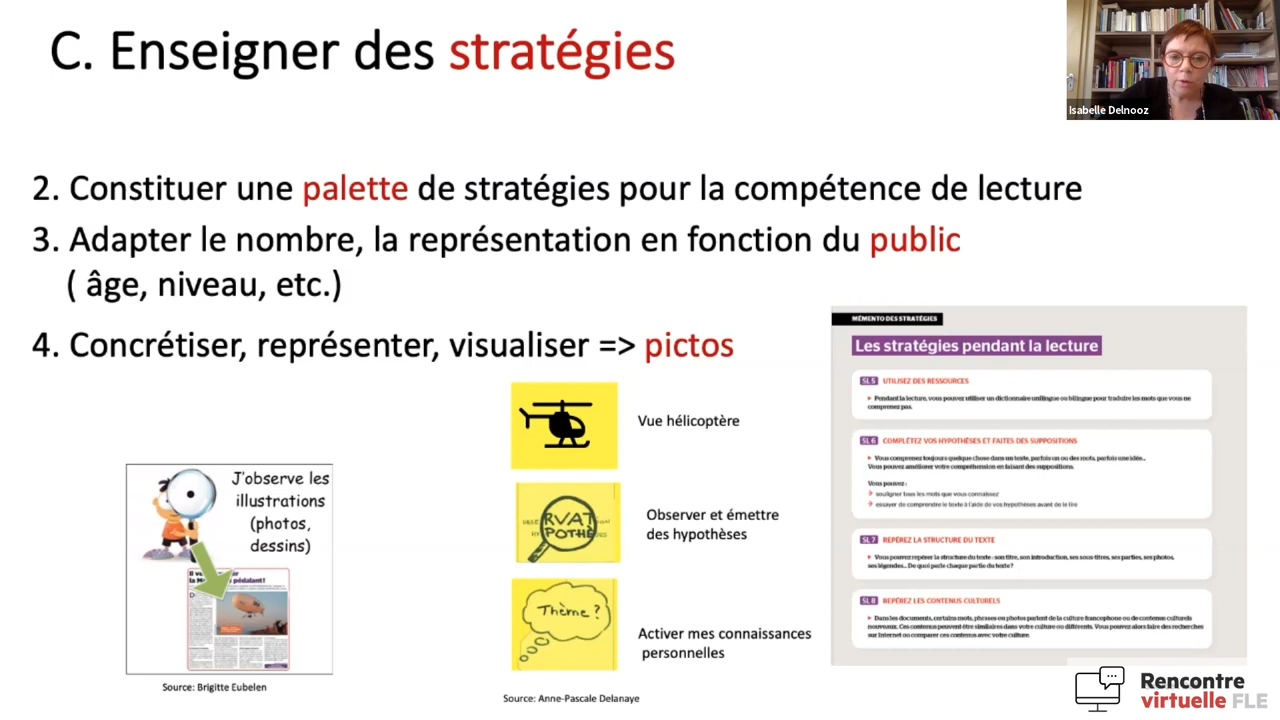 C. Enseigner des stratégies
Isabelle Delnooz
2. Constituer une palette de stratégies pour la compétence de lecture
3. Adapter le nombre, la représentation en fonction du public
( âge, niveau, etc.)
4. Concrétiser, représenter, visualiser => pictos
J'observe les
illustrations
(photos,
dessins)
la M pédalant!
Source: Brigitte Eubelen
Vue hélicoptère
RVAT
POTHÈ
Observer et émettre
des hypothèses
Thème ?
Activer mes connaissances
personnelles
Source: Anne-Pascale Delanaye
MÉMENTO DES STRATÉGIES
Les stratégies pendant la lecture
SL5 UTILISEZ DES RESSOURCES
Pendant la lecture, vous pouvez utiliser un dictionnaire unilingue ou bilingue pour traduire les mots que vous ne
comprenez pas.
SL6 COMPLÉTEZ VOS HYPOTHÈSES ET FAITES DES SUPPOSITIONS
Vous comprenez toujours quelque chose dans un texte, parfois un ou des mots, parfois une idée...
Vous pouvez améliorer votre compréhension en faisant des suppositions.
Vous pouvez :
souligner tous les mots que vous connaissez
essayer de comprendre le texte à l'aide de vos hypothèses avant de le lire
SL7 REPÉREZ LA STRUCTURE DU TEXTE
Vous pouvez repérer la structure du texte : son titre, son introduction, ses sous-titres, ses parties, ses photos,
ses légendes... De quoi parle chaque partie du texte ?
SL8 REPÉREZ LES CONTENUS CULTURELS
Dans les documents, certains mots, phrases ou photos parlent de la culture francophone ou de contenus culturels
nouveaux. Ces contenus peuvent être similaires dans votre culture ou différents. Vous pouvez alors faire des recherches
sur Internet ou comparer ces contenus avec votre culture.
Rencontre
virtuelle FLE